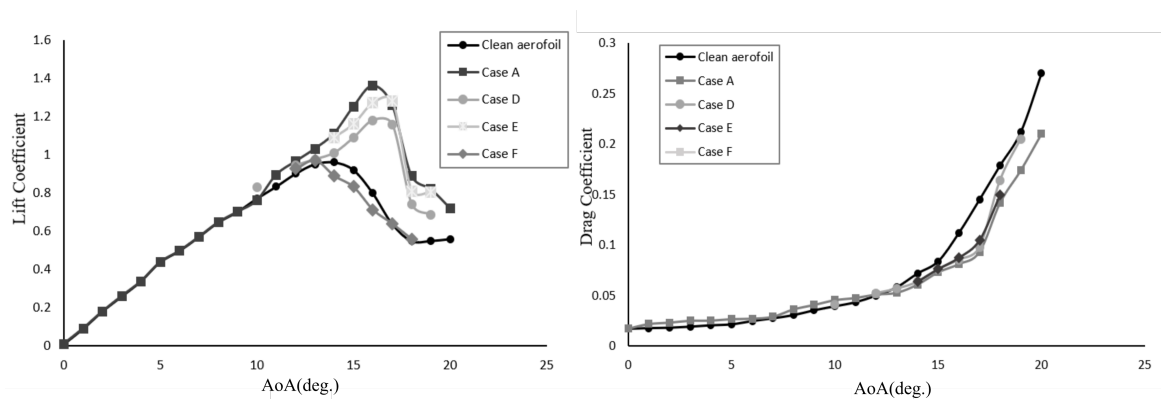 1.6
1.4
1.2
1
0.8
0.6
0.4
0.2
0
Lift Coefficient
0 5 10 15 20 25
AoA(deg.)
Clean aerofoil
Case A
Case D
Case E
Case F
0.3
0.25
0.2
0.15
0.1
0.05
0
Drag Coefficient
0 5 10 15 20 25
AoA(deg.)
Clean aerofoil
Case A
Case D
Case E
Case F